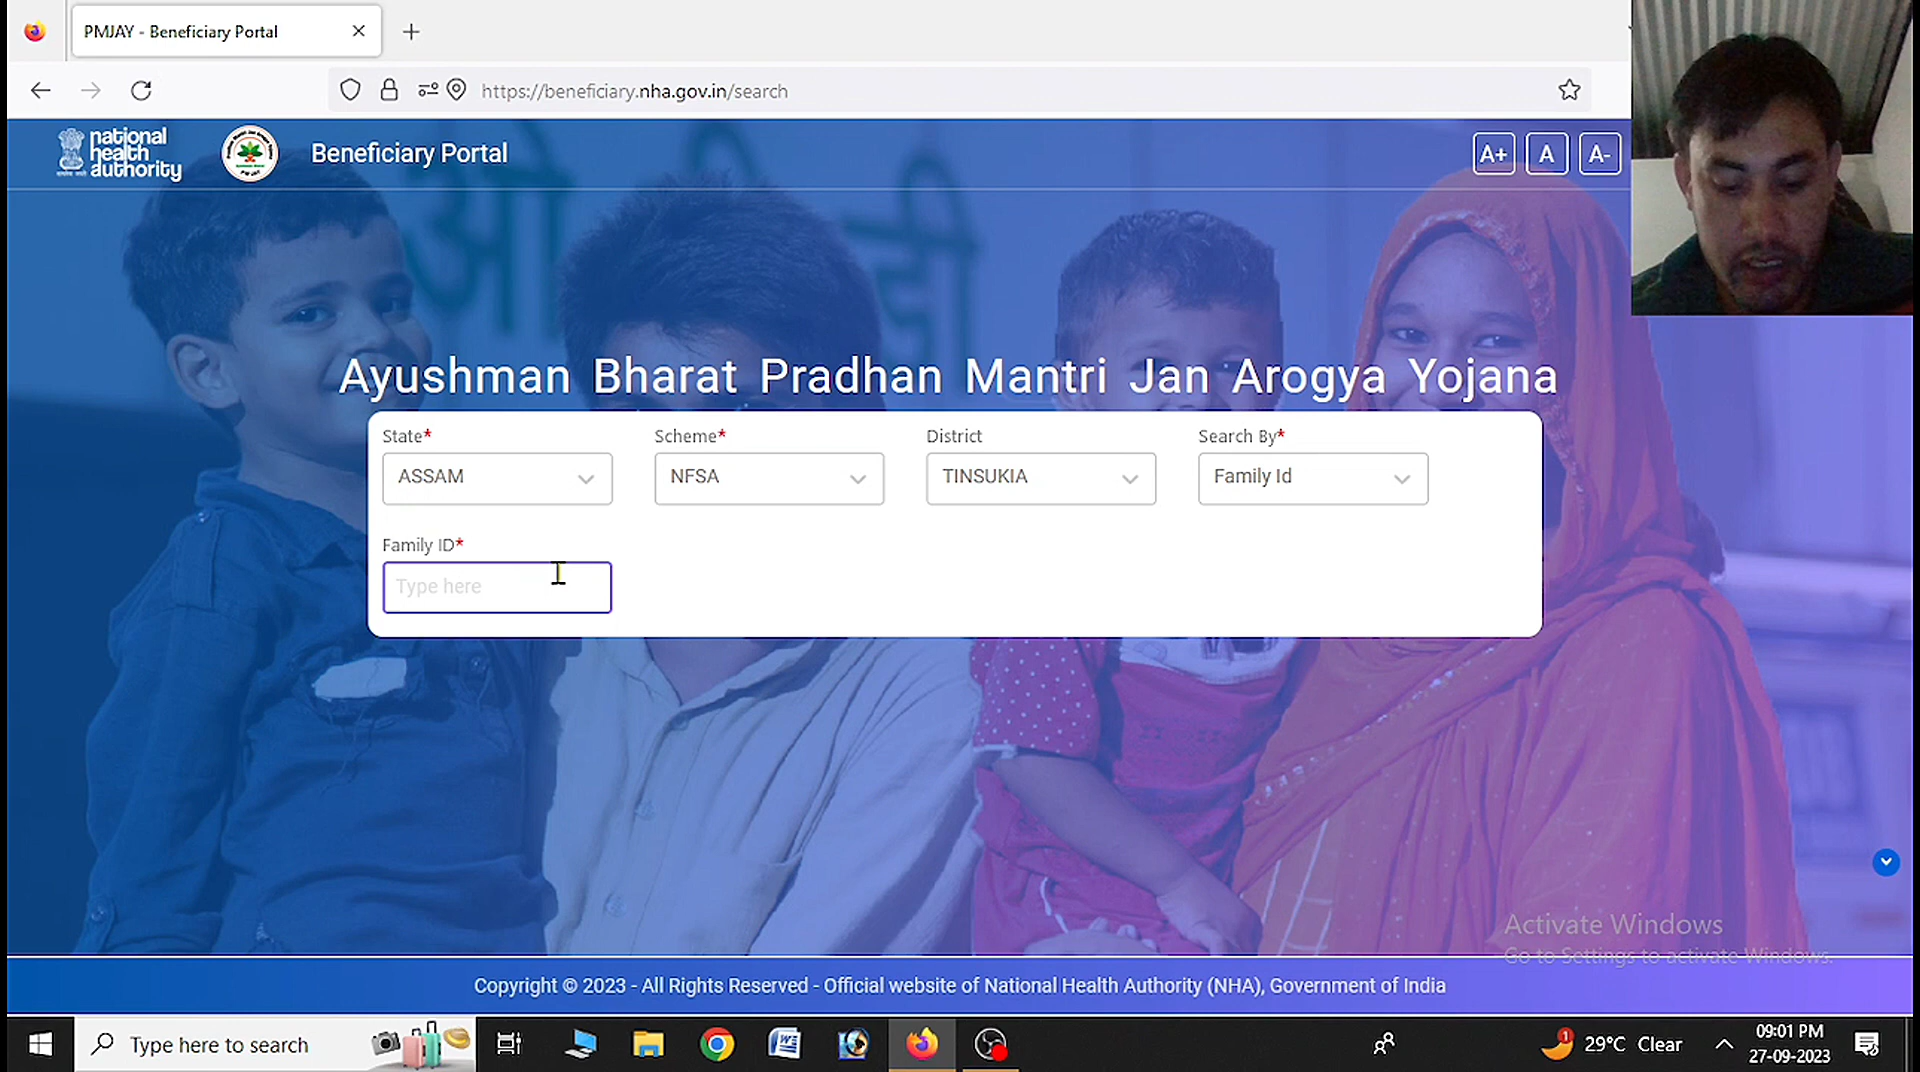 PMJAY - Beneficiary Portal
https://beneficiary.nha.gov.in/search
national
health
authority
Beneficiary Portal
A+ A A-
Ayushman Bharat Pradhan Mantri Jan Arogya Yojana
State* Scheme* District Search By*
ASSAM NFSA TINSUKIA Family Id
Family ID*
Type here
Activate Windows
Go to Settings to activate Windows.
Copyright © 2023 - All Rights Reserved - Official website of National Health Authority (NHA), Government of India
Type here to search
1
29°C Clear
09:01 PM
27-09-2023